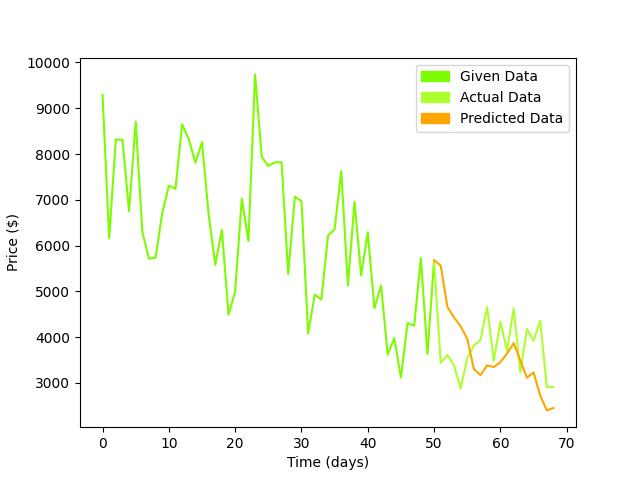 Given Data
Actual Data
Predicted Data
Price ($)
10000
9000
8000
7000
6000
5000
4000
3000
0 10 20 30 40 50 60 70
Time (days)